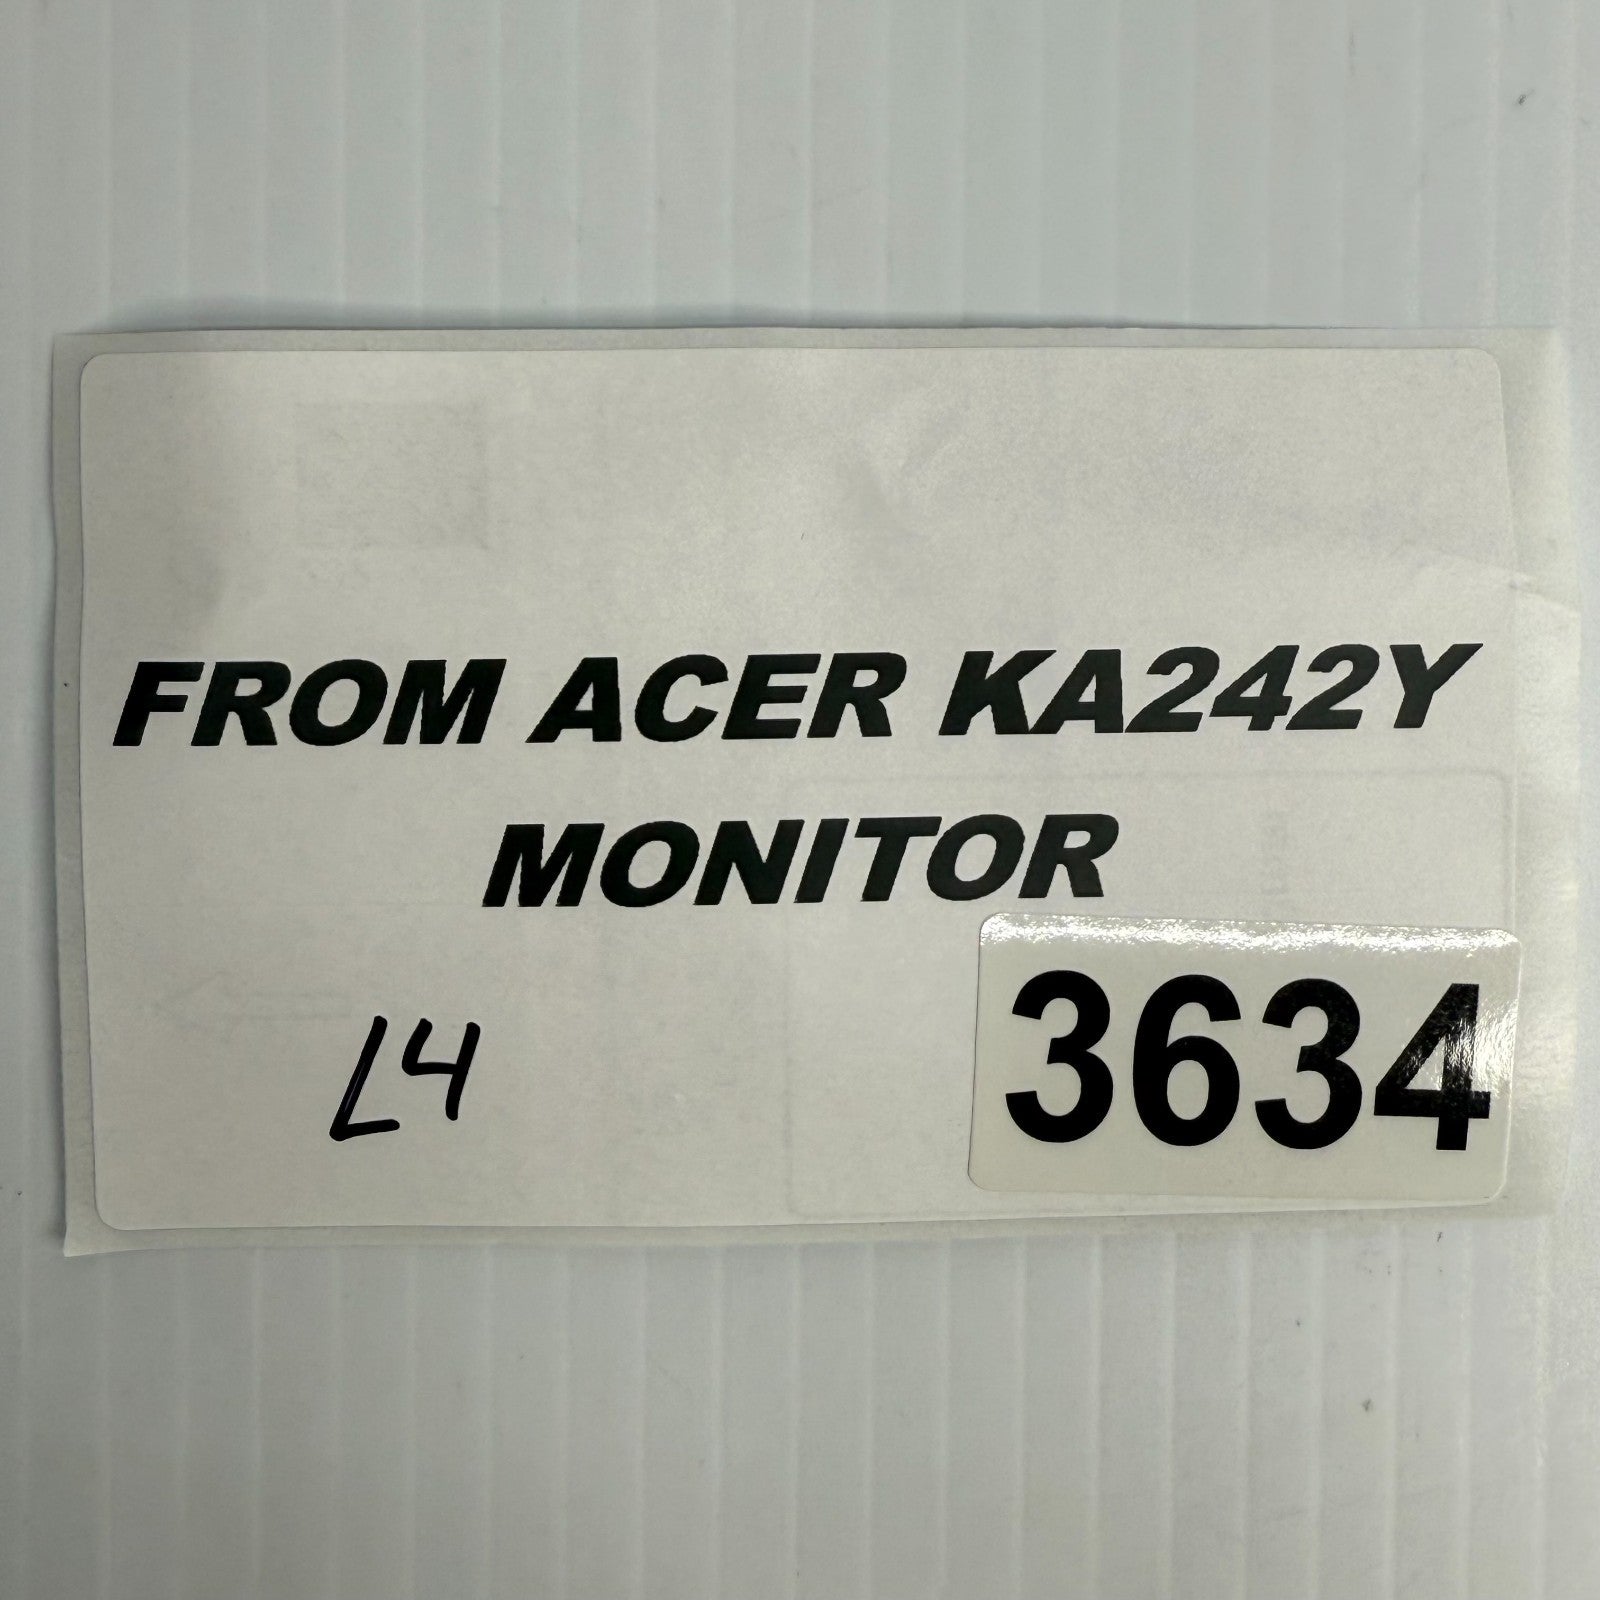 FROM ACER KA242Y
MONITOR
L4
3634